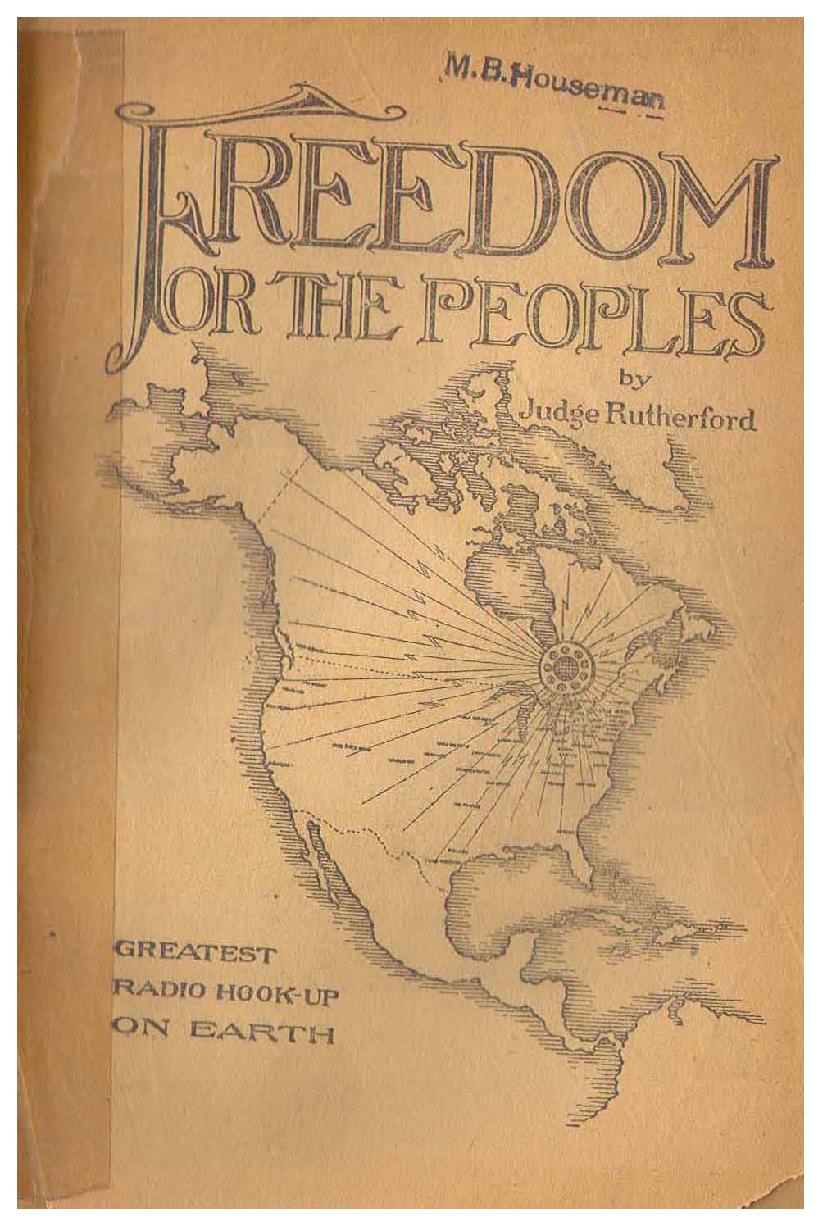 M.B.Houseman
FREEDOM
FOR THE PEOPLES
by
Judge Rutherford
GREATEST
RADIO HOOK-UP
ON EARTH